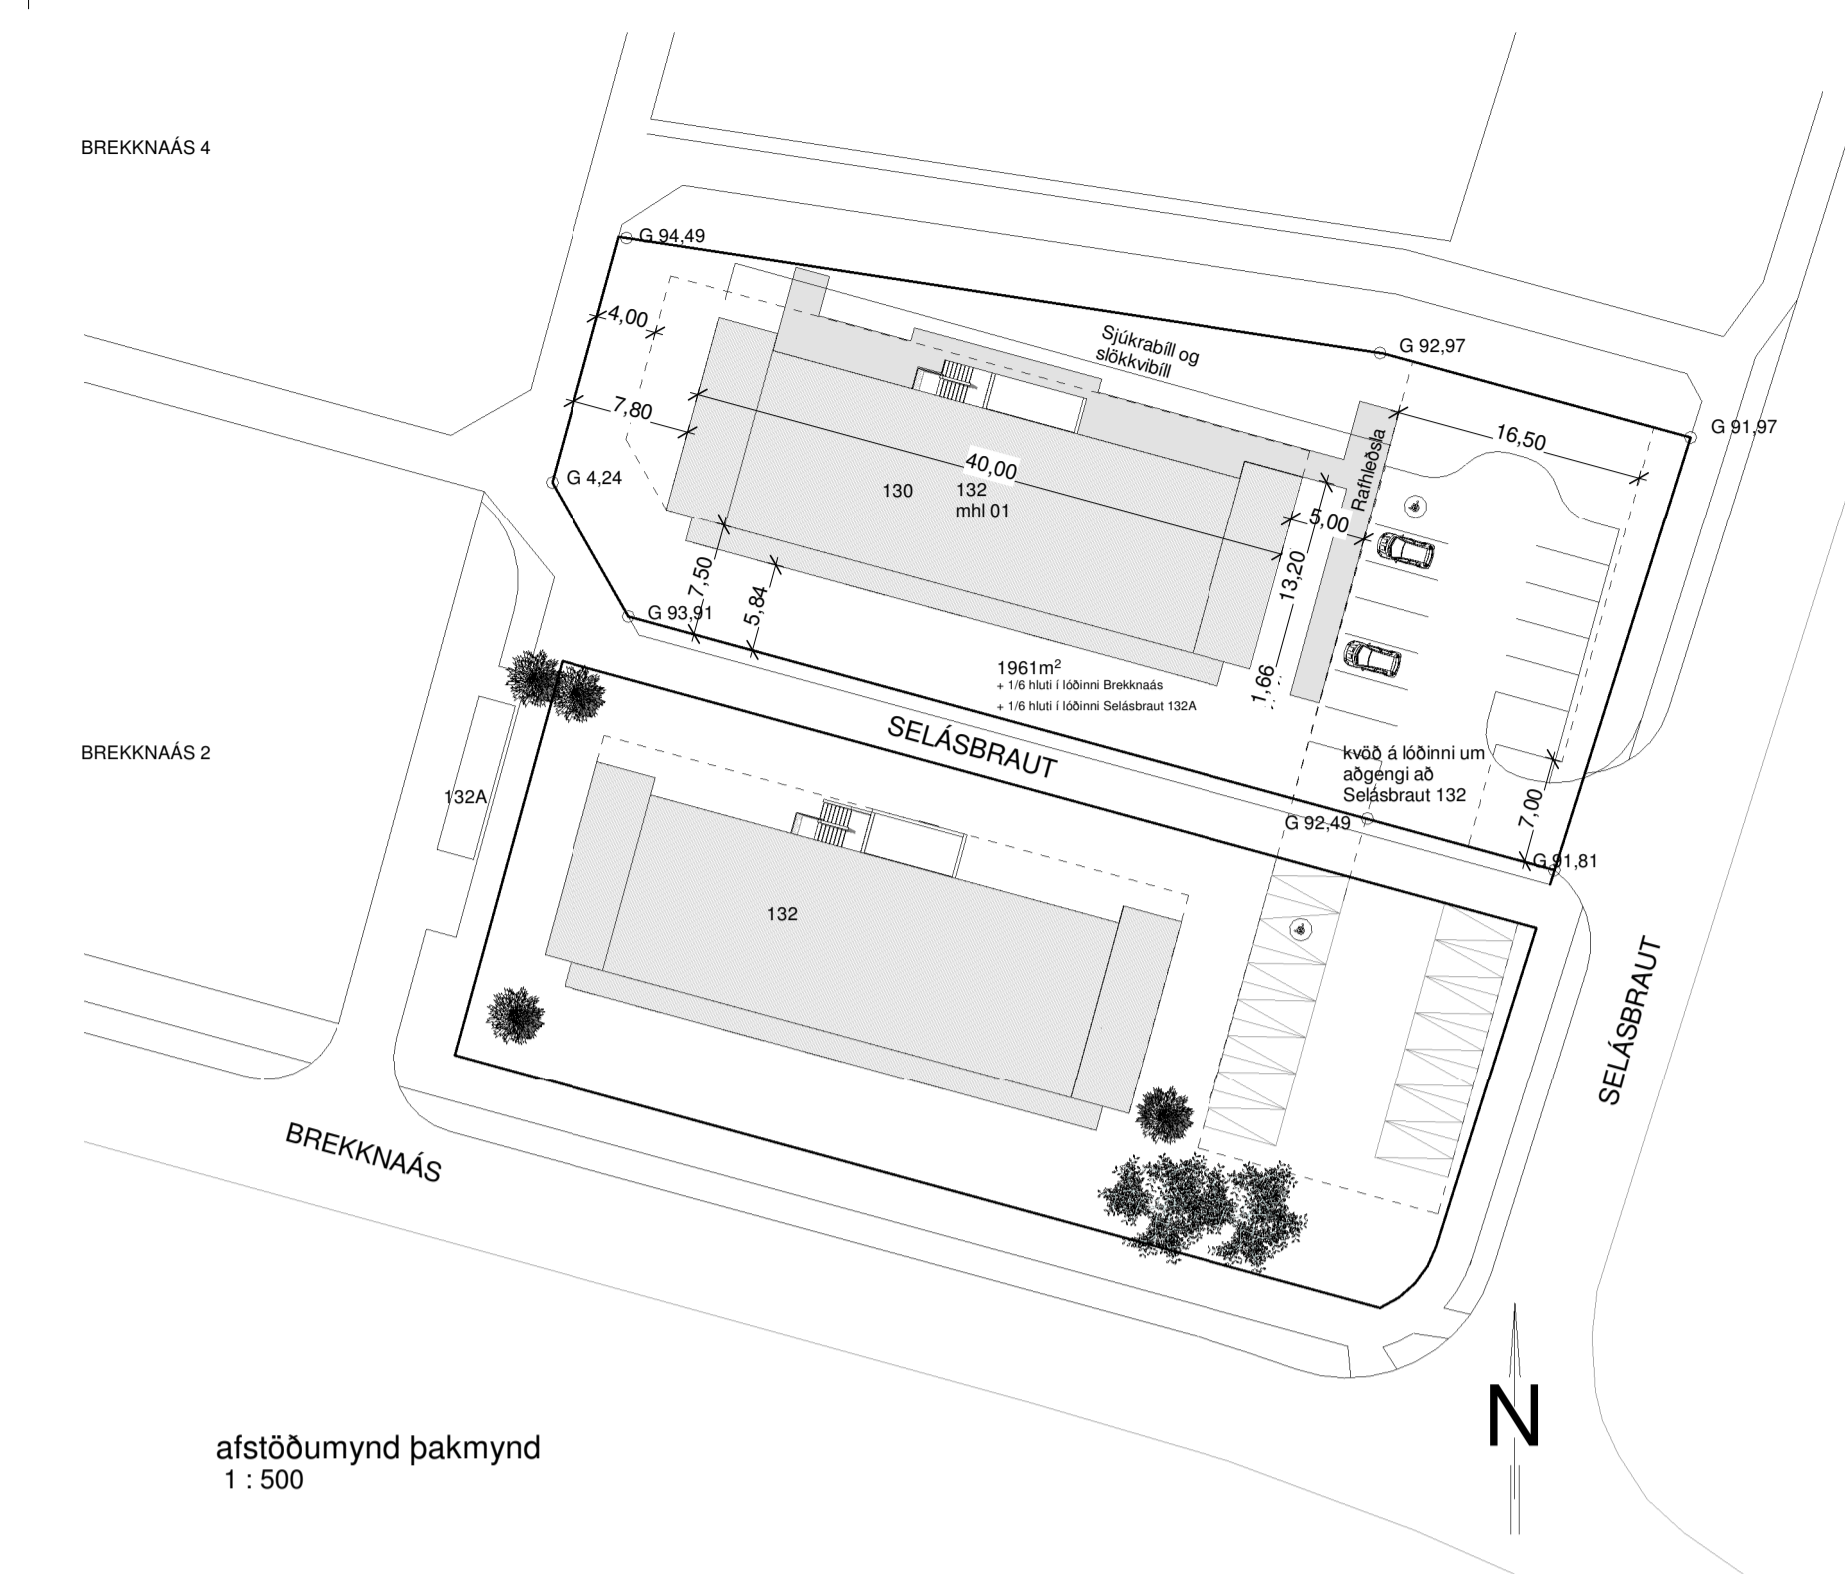 BREKKNAÁS 4
G 94,49
4,00
Sjúkrabíll og
slökkvibíll
G 92,97
7,80
16,50
G 91,97
Rafhleðsla
40,00
G 4,24
130
132
mhl 01
5,00
13,20
7,50
5,84
G 93,91
1961m²
+ 1/6 hluti í lóðinni Brekknaás
+ 1/6 hluti í lóðinni Selásbraut 132A
1,66
SELÁSBRAUT
BREKKNAÁS 2
kvöð á lóðinni um
aðgengi að
Selásbraut 132
132A
7,00
G 92,49
G 91,81
132
SELÁSBRAUT
BREKKNAÁS
N
afstöðumynd þakmynd
1 : 500